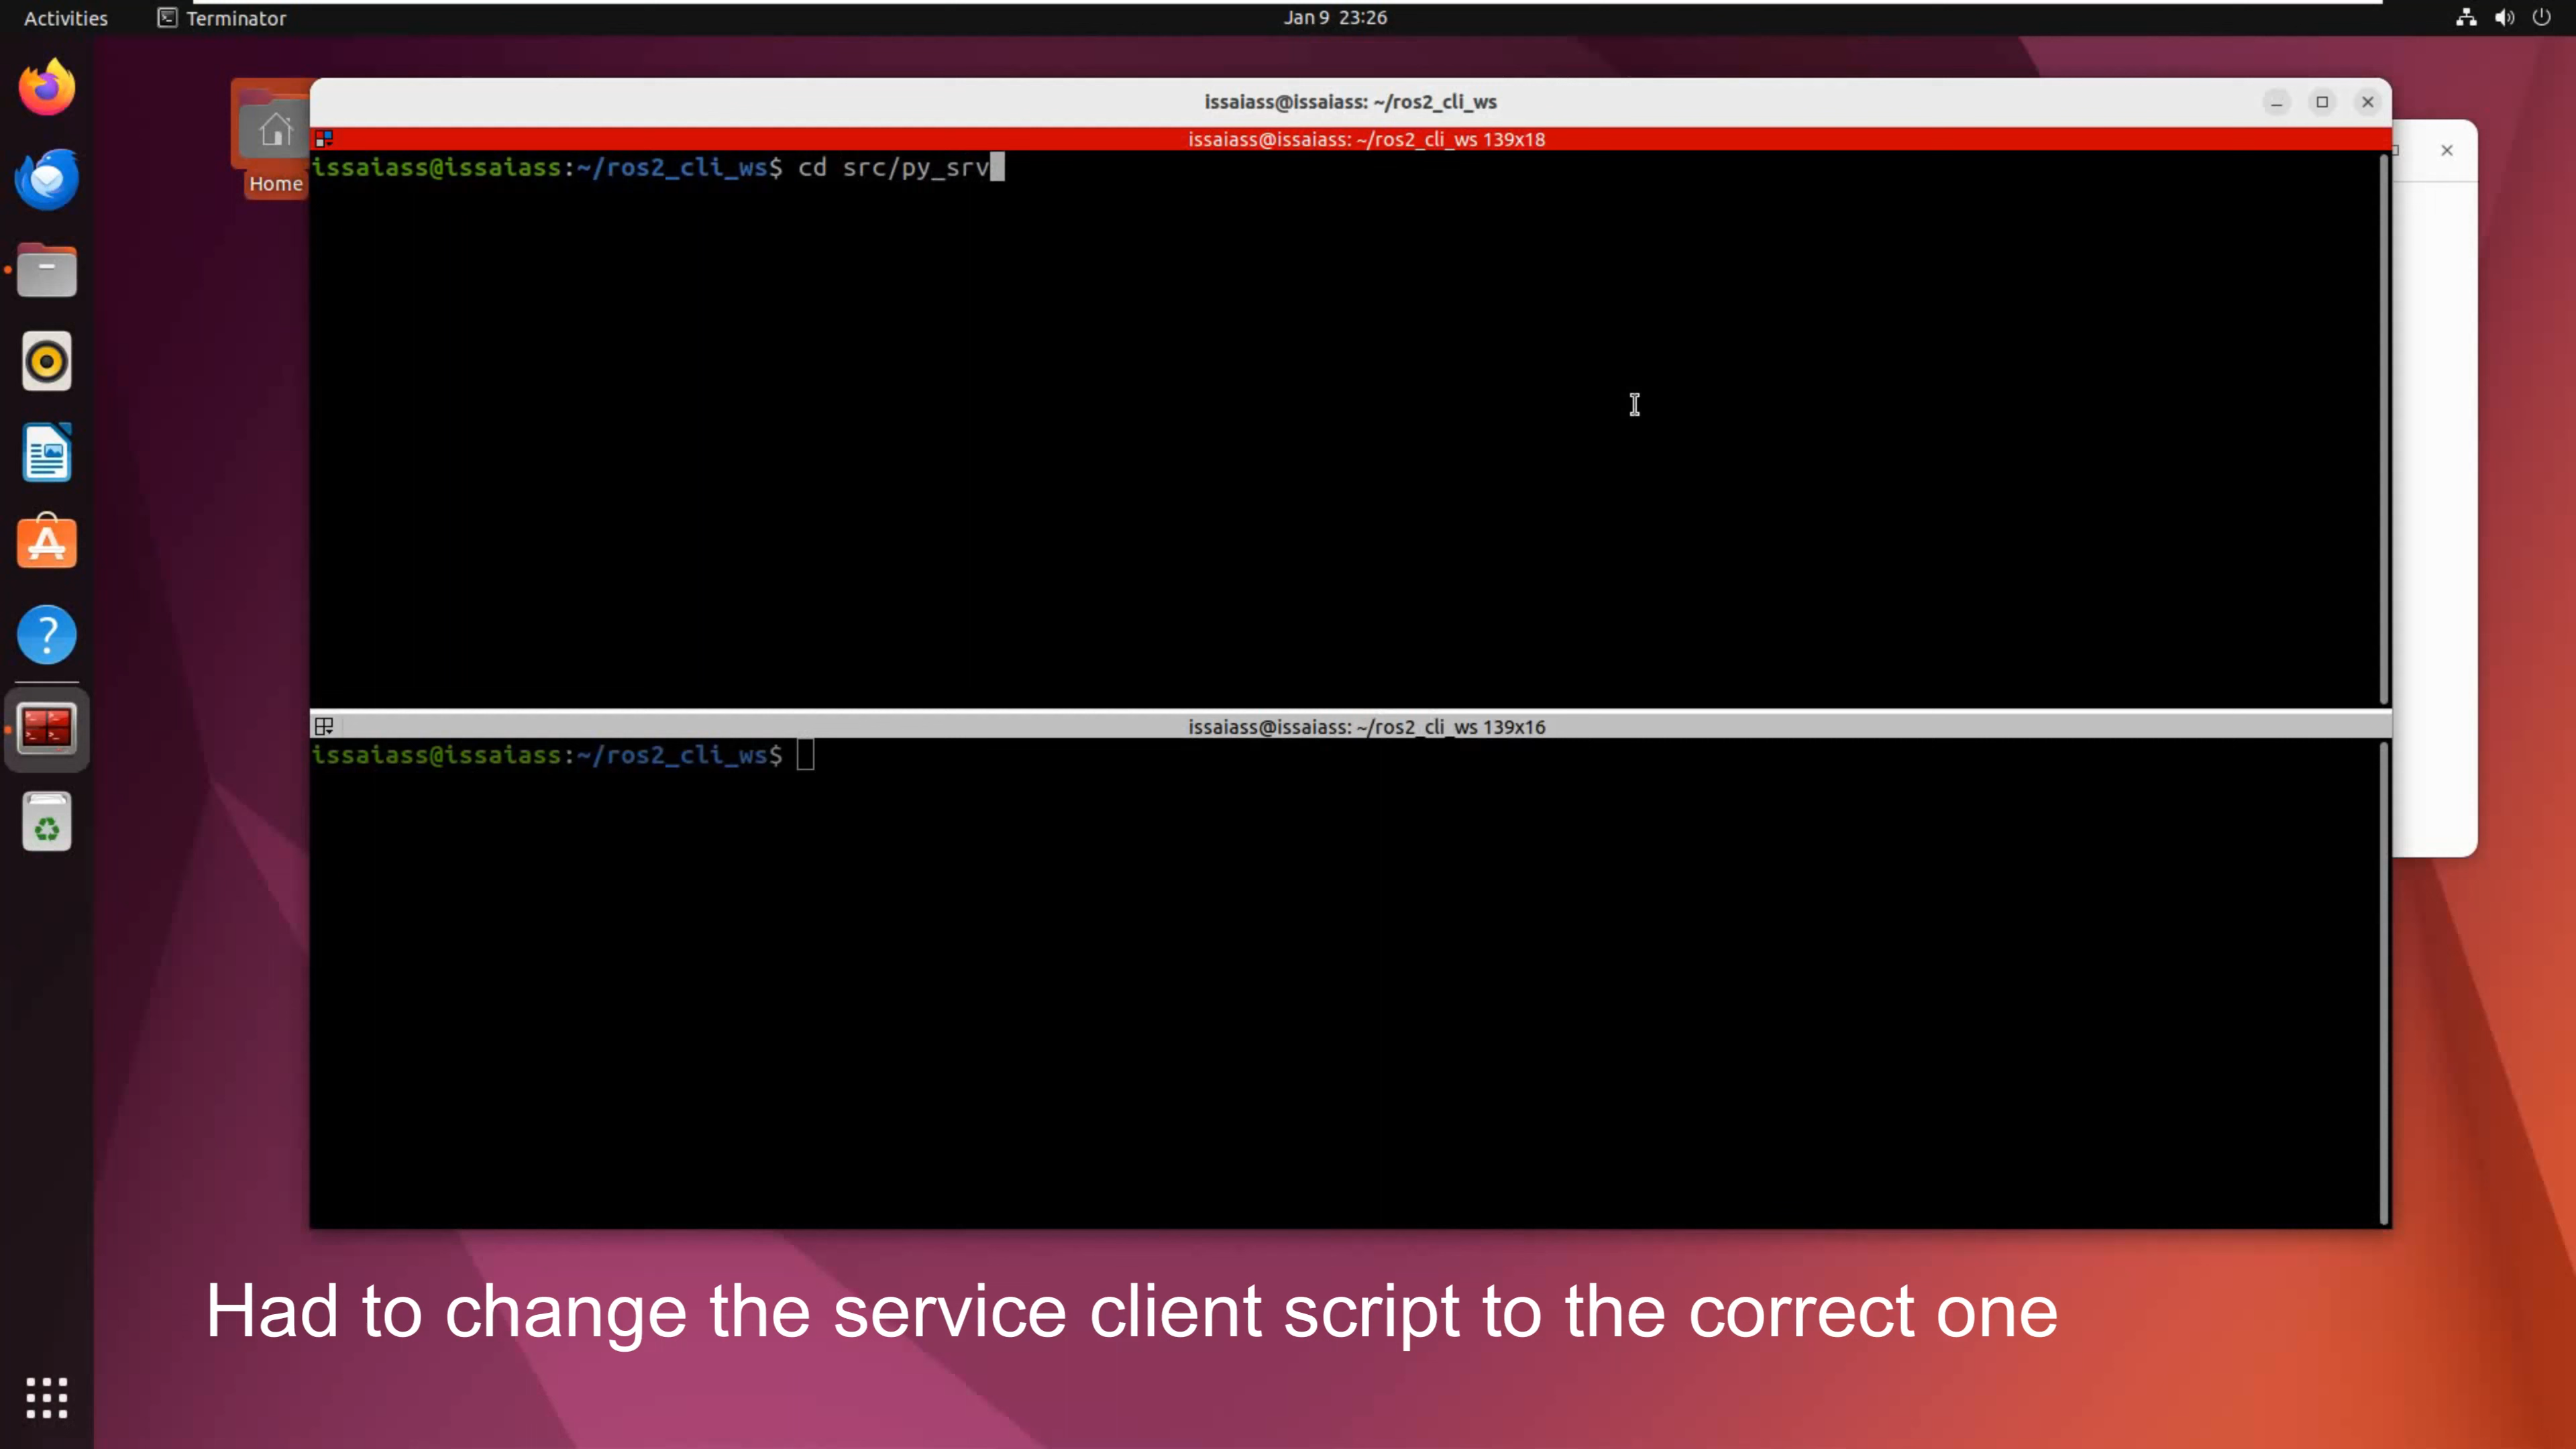 Activities Terminator Jan 9 23:26
issaiass@issaiass: ~/ros2_cli_ws
issaiass@issaiass: ~/ros2_cli_ws 139x18
Home
issaiass@issaiass:~/ros2_cli_ws$ cd src/py_srv
issaiass@issaiass: ~/ros2_cli_ws 139x16
issaiass@issaiass:~/ros2_cli_ws$
Had to change the service client script to the correct one